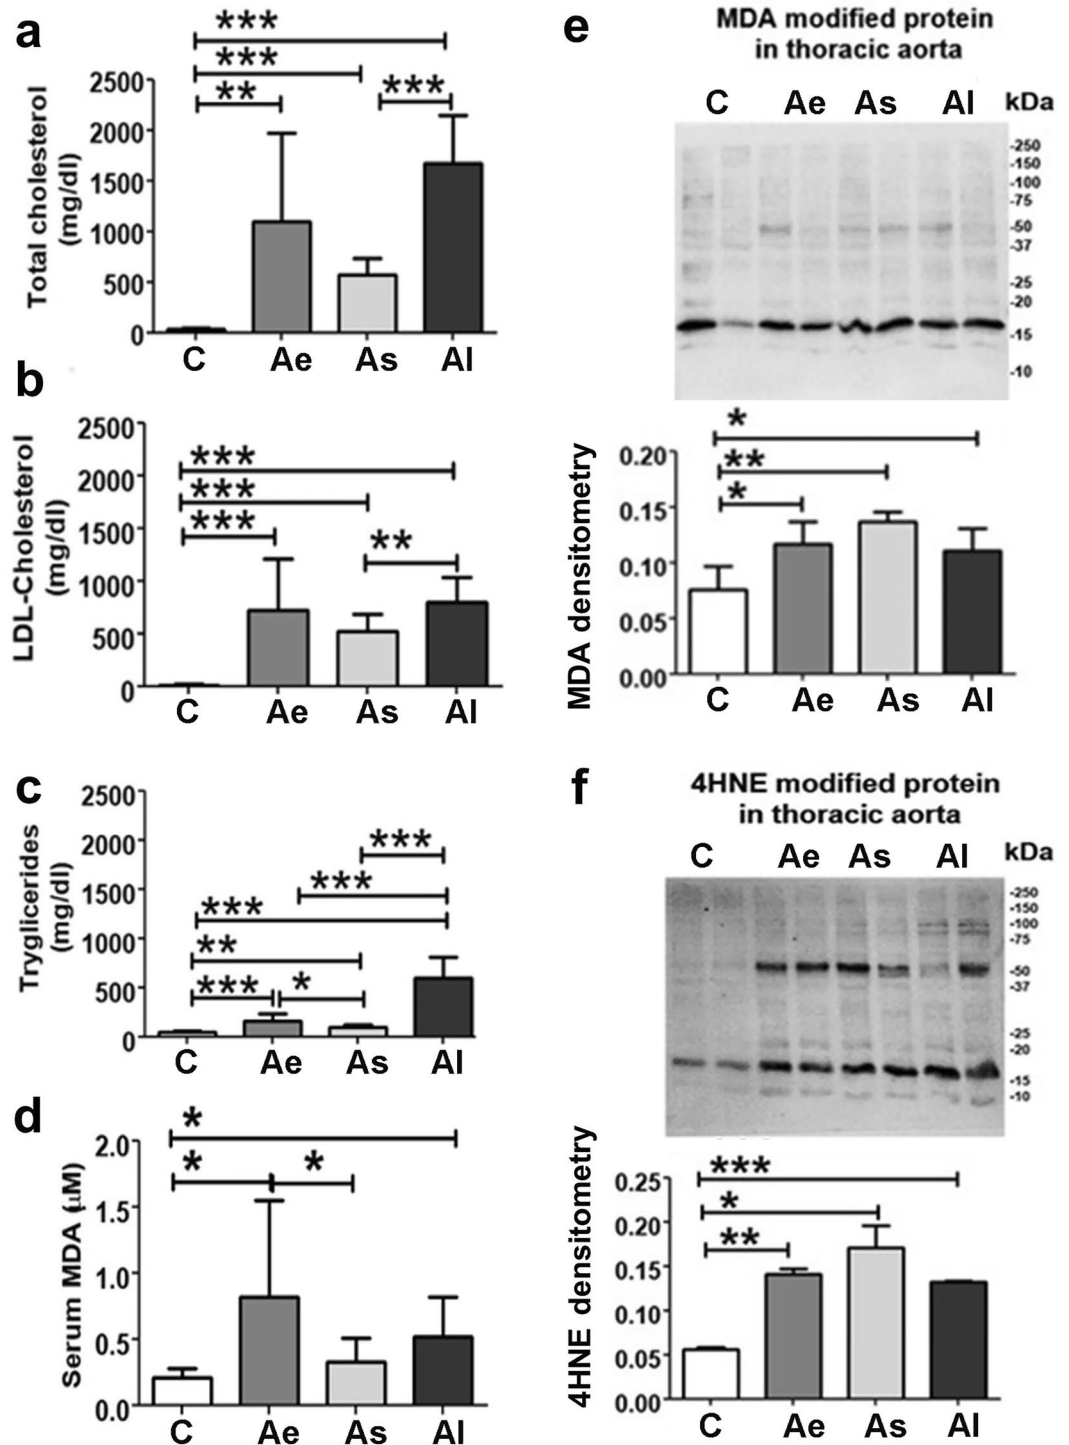 a
***
***
**
***
2500
2000
1500
1000
500
0
Total cholesterol
(mg/dl)
C Ae As Al
b
***
***
***
**
2500
2000
1500
1000
500
0
LDL-Cholesterol
(mg/dl)
C Ae As Al
c
***
***
***
**
***
*
2500
2000
1500
1000
500
0
Tryglicerides
(mg/dl)
C Ae As Al
d
*
*
*
2.0
1.5
1.0
0.5
0.0
Serum MDA (µM)
C Ae As Al
e
MDA modified protein
in thoracic aorta
C Ae As Al kDa
-250
-150
-100
-75
-50
-37
-25
-20
-15
-10
*
**
*
0.20
0.15
0.10
0.05
0.00
MDA densitometry
C Ae As Al
f
4HNE modified protein
in thoracic aorta
C Ae As Al kDa
-250
-150
-100
-75
-50
-37
-25
-20
-15
-10
***
*
**
0.25
0.20
0.15
0.10
0.05
0.00
4HNE densitometry
C Ae As Al